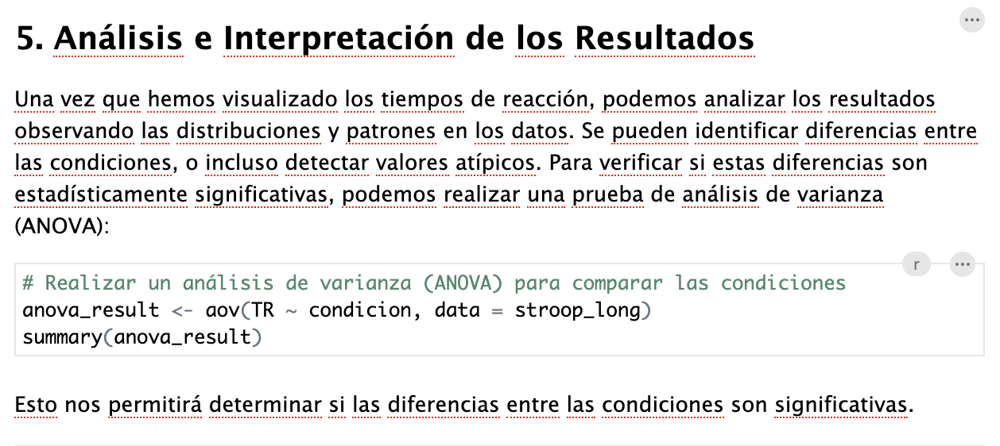 5. Análisis e Interpretación de los Resultados
Una vez que hemos visualizado los tiempos de reacción, podemos analizar los resultados
observando las distribuciones y patrones en los datos. Se pueden identificar diferencias entre
las condiciones, o incluso detectar valores atípicos. Para verificar si estas diferencias son
estadísticamente significativas, podemos realizar una prueba de análisis de varianza
(ANOVA):
r
# Realizar un análisis de varianza (ANOVA) para comparar las condiciones
anova_result <- aov(TR ~ condicion, data = stroop_long)
summary(anova_result)
Esto nos permitirá determinar si las diferencias entre las condiciones son significativas.